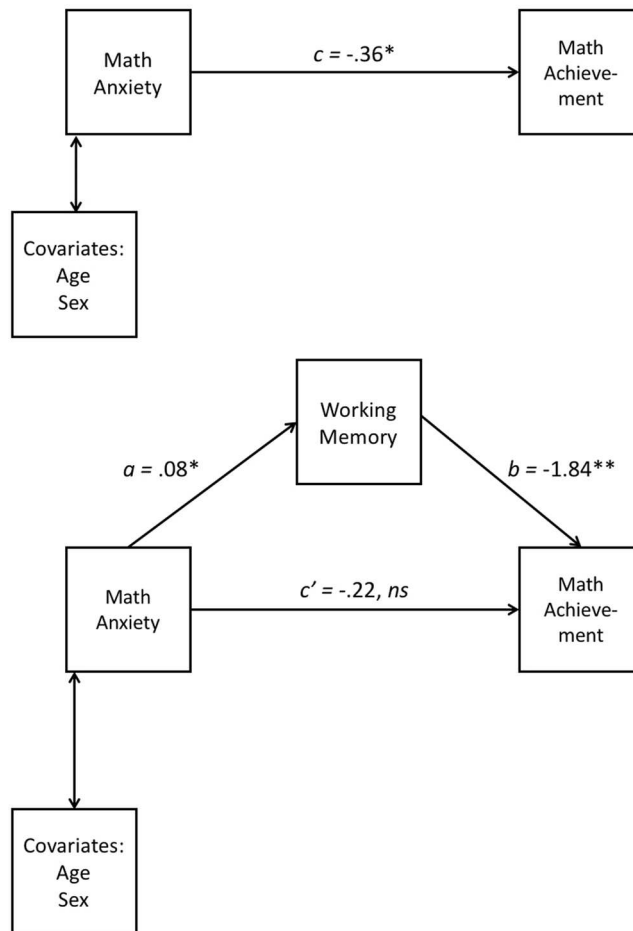 Math
Anxiety
c = -.36*
Math
Achieve-
ment
Covariates:
Age
Sex
Working
Memory
a = .08*
b = -1.84**
Math
Anxiety
c’ = -.22, ns
Math
Achieve-
ment
Covariates:
Age
Sex